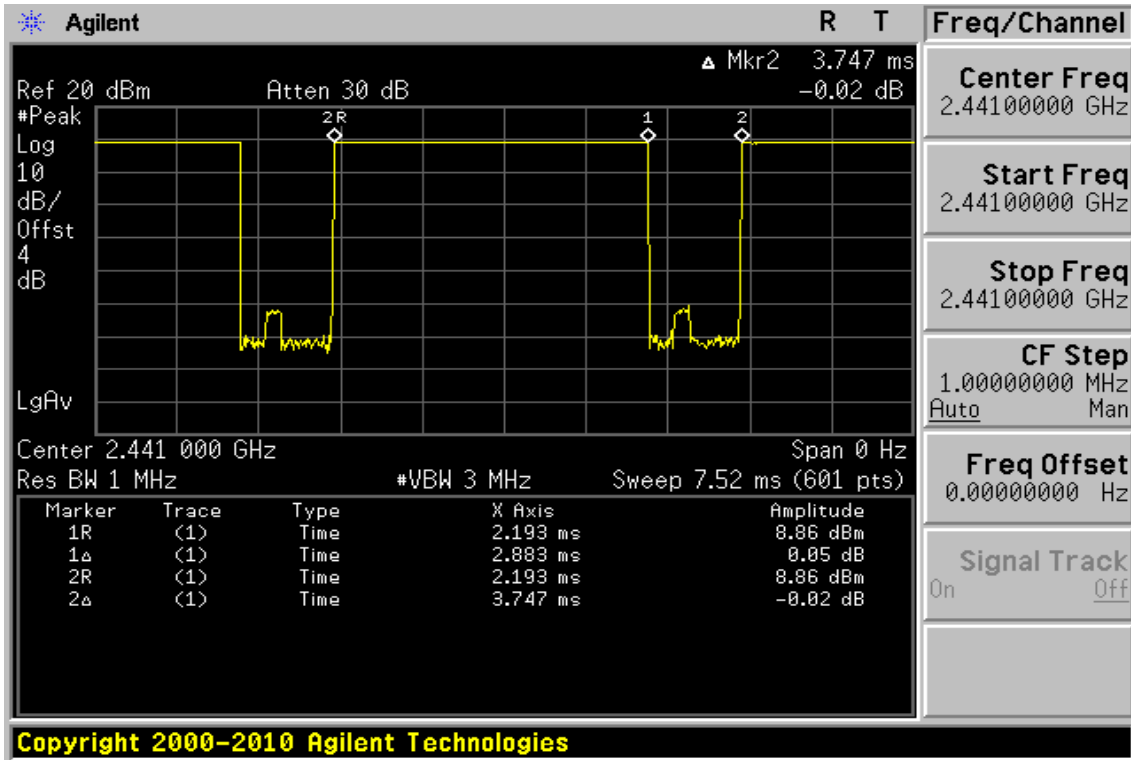 Agilent R T
Δ Mkr2 3.747 ms
Ref 20 dBm Atten 30 dB -0.02 dB
#Peak
Log
10
dB/
Offst
4
dB
LgAv
2R 1 2
Center 2.441 000 GHz Span 0 Hz
Res BW 1 MHz #VBW 3 MHz Sweep 7.52 ms (601 pts)
Marker Trace Type X Axis Amplitude
1R (1) Time 2.193 ms 8.86 dBm
1Δ (1) Time 2.883 ms 0.05 dB
2R (1) Time 2.193 ms 8.86 dBm
2Δ (1) Time 3.747 ms -0.02 dB
Freq/Channel
Center Freq
2.44100000 GHz
Start Freq
2.44100000 GHz
Stop Freq
2.44100000 GHz
CF Step
1.00000000 MHz
Auto Man
Freq Offset
0.00000000 Hz
Signal Track
On Off
Copyright 2000-2010 Agilent Technologies